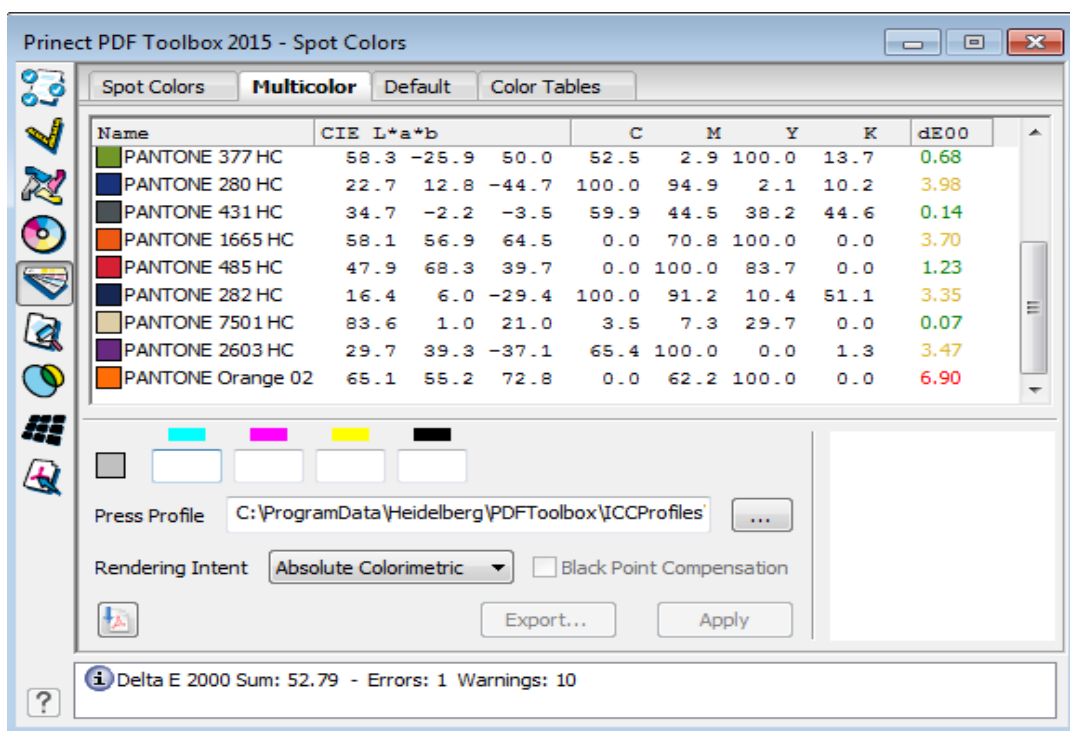 Prinect PDF Toolbox 2015 - Spot Colors
Spot Colors Multicolor Default Color Tables
Name CIE L*a*b C M Y K dE00
PANTONE 377 HC 58.3 -25.9 50.0 52.5 2.9 100.0 13.7 0.68
PANTONE 280 HC 22.7 12.8 -44.7 100.0 94.9 2.1 10.2 3.98
PANTONE 431 HC 34.7 -2.2 -3.5 59.9 44.5 38.2 44.6 0.14
PANTONE 1665 HC 58.1 56.9 64.5 0.0 70.8 100.0 0.0 3.70
PANTONE 485 HC 47.9 68.3 39.7 0.0 100.0 83.7 0.0 1.23
PANTONE 282 HC 16.4 6.0 -29.4 100.0 91.2 10.4 51.1 3.35
PANTONE 7501 HC 83.6 1.0 21.0 3.5 7.3 29.7 0.0 0.07
PANTONE 2603 HC 29.7 39.3 -37.1 65.4 100.0 0.0 1.3 3.47
PANTONE Orange 02 65.1 55.2 72.8 0.0 62.2 100.0 0.0 6.90
Press Profile C:\ProgramData\Heidelberg\PDFToolbox\ICCProfiles ...
Rendering Intent Absolute Colorimetric Black Point Compensation
Export... Apply
Delta E 2000 Sum: 52.79 - Errors: 1 Warnings: 10
?